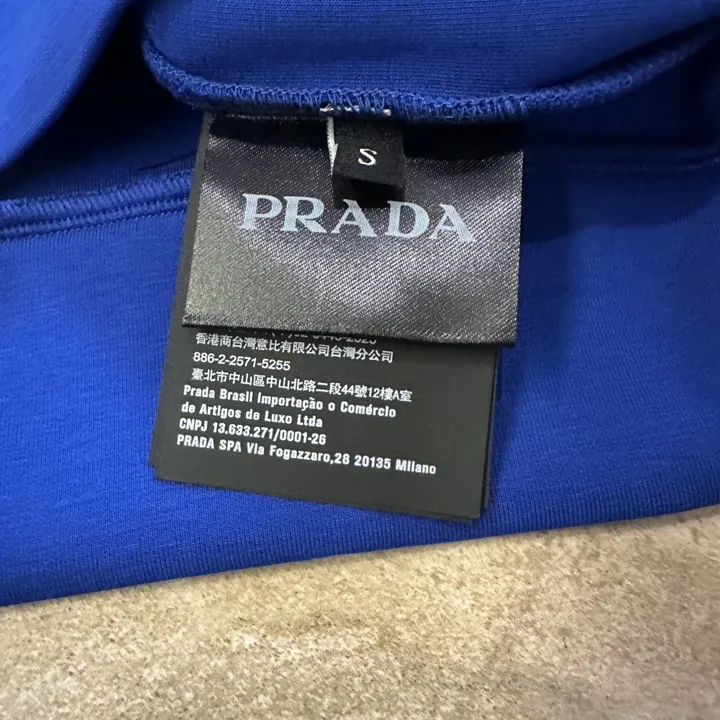 S
PRADA
香港商台灣意比有限公司台灣分公司
886-2-2571-5255
臺北市中山區中山北路二段44號12樓A室
Prada Brasil Importação o Comércio
de Artigos de Luxo Ltda
CNPJ 13.633.271/0001-26
PRADA SPA Via Fogazzaro,28 20135 Milano